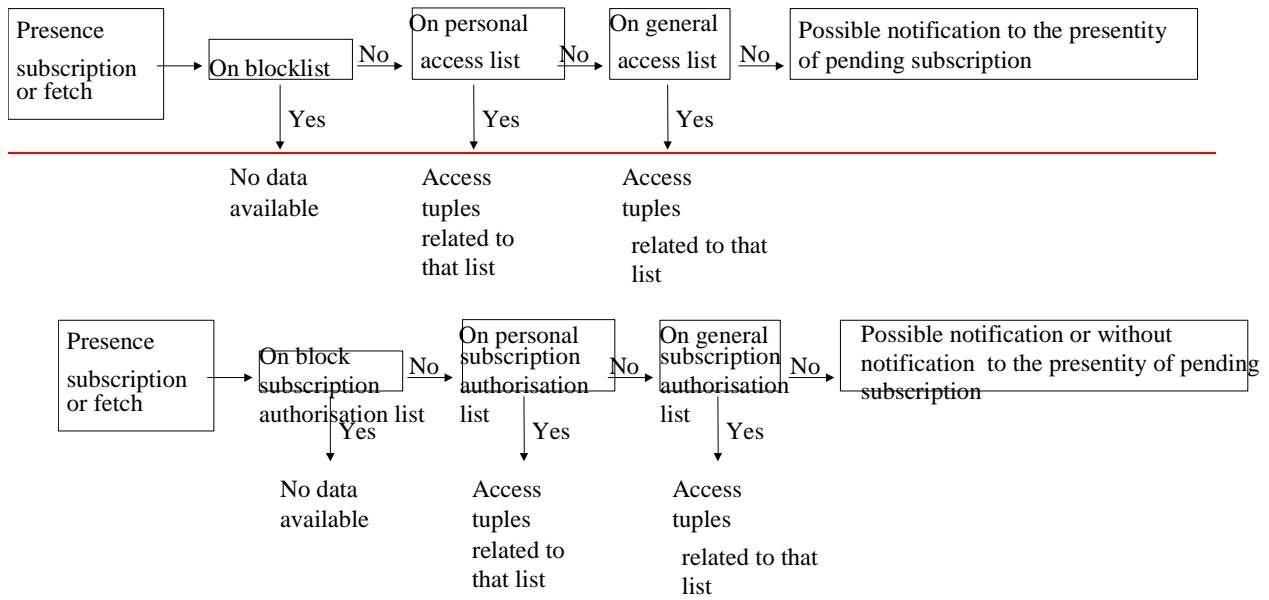 Presence
subscription
or fetch
On blocklist
No
On personal
access list
No
On general
access list
No
Possible notification to the presentity
of pending subscription
Yes
Yes
Yes
No data
available
Access
tuples
related to
that list
Access
tuples
related to that
list
Presence
subscription
or fetch
On block
subscription
authorisation list
No
On personal
subscription
authorisation
list
No
On general
subscription
authorisation
list
No
Possible notification or without
notification to the presentity of pending
subscription
Yes
Yes
Yes
No data
available
Access
tuples
related to
that list
Access
tuples
related to that
list